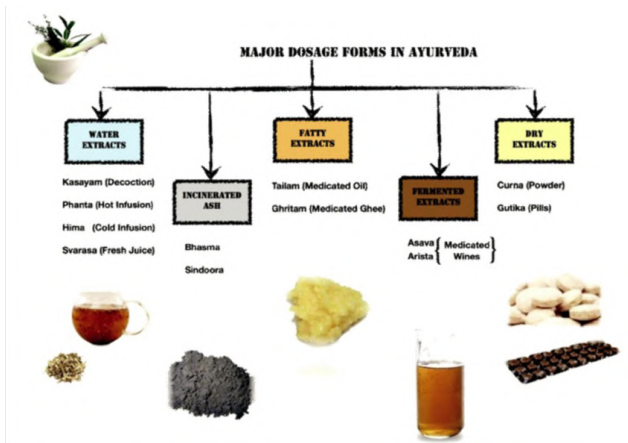 MAJOR DOSAGE FORMS IN AYURVEDA
WATER
EXTRACTS
Kasayam (Decoction)
Phanta (Hot Infusion)
Hima (Cold Infusion)
Svarasa (Fresh Juice)
INCINERATED
ASH
Bhasma
Sindoora
FATTY
EXTRACTS
Tailam (Medicated Oil)
Ghritam (Medicated Ghee)
FERMENTED
EXTRACTS
Asava { Medicated }
Arista { Wines }
DRY
EXTRACTS
Curna (Powder)
Gutika (Pills)